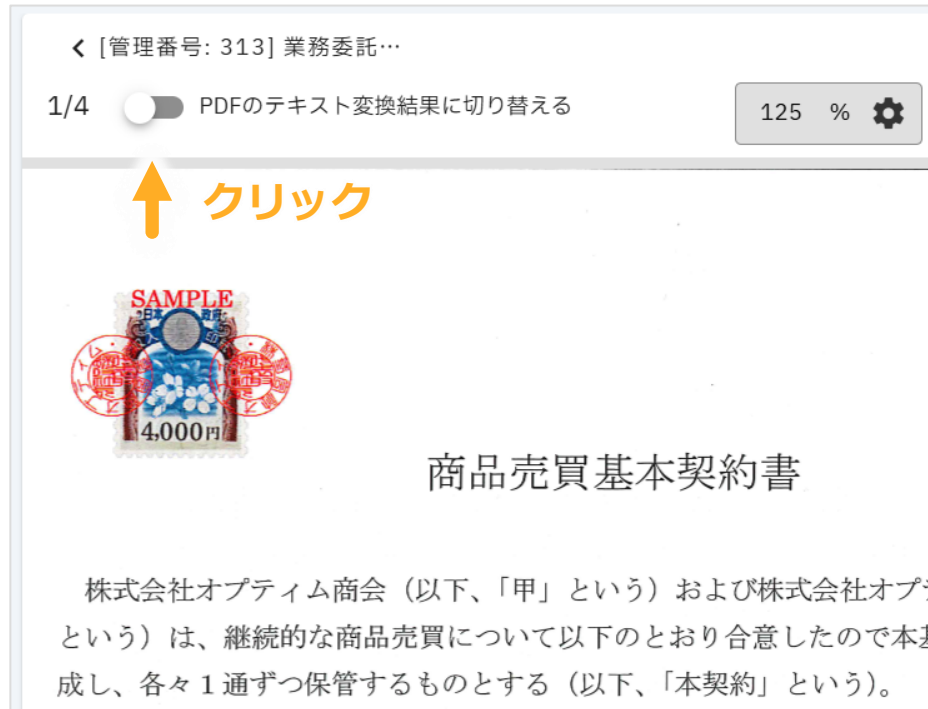 [管理番号: 313] 業務委託…
1/4 PDFのテキスト変換結果に切り替える
125 %
クリック
SAMPLE
日本 政府
4,000円
商品売買基本契約書
株式会社オプティム商会（以下、「甲」という）および株式会社オプ
という）は、継続的な商品売買について以下のとおり合意したので本
成し、各々1通ずつ保管するものとする（以下、「本契約」という）。